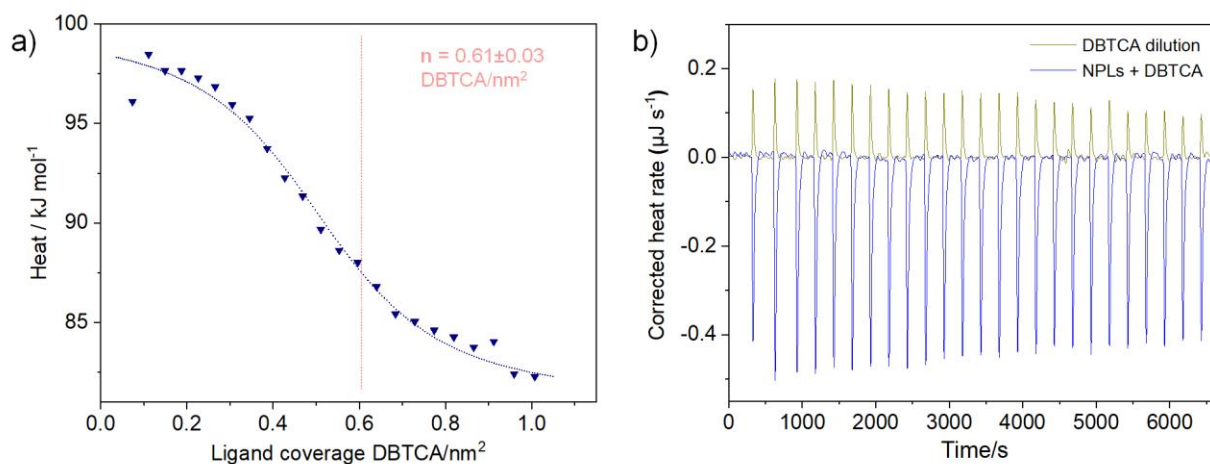 a)
n = 0.61±0.03
DBTCA/nm²
Heat / kJ mol⁻¹
100
95
90
85
0.0 0.2 0.4 0.6 0.8 1.0
Ligand coverage DBTCA/nm²
b)
DBTCA dilution
NPLs + DBTCA
Corrected heat rate (µJ s⁻¹)
0.2
0.0
-0.2
-0.4
0 1000 2000 3000 4000 5000 6000
Time/s